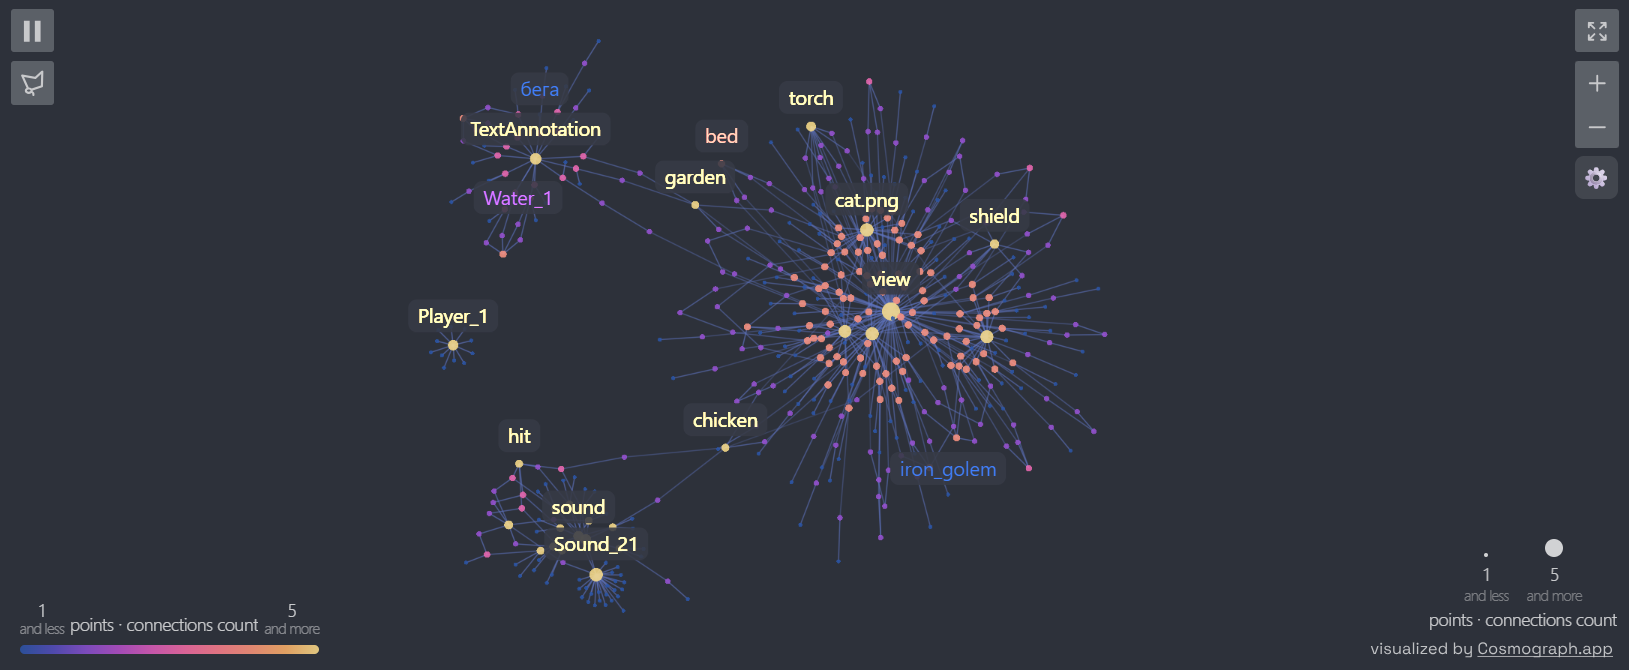 бега
TextAnnotation
torch
bed
garden
Water_1
cat.png
shield
view
Player_1
chicken
hit
iron_golem
sound
Sound_21
1
5
and less
points · connections count
and more
1
5
and less
and more
points · connections count
visualized by Cosmograph.app